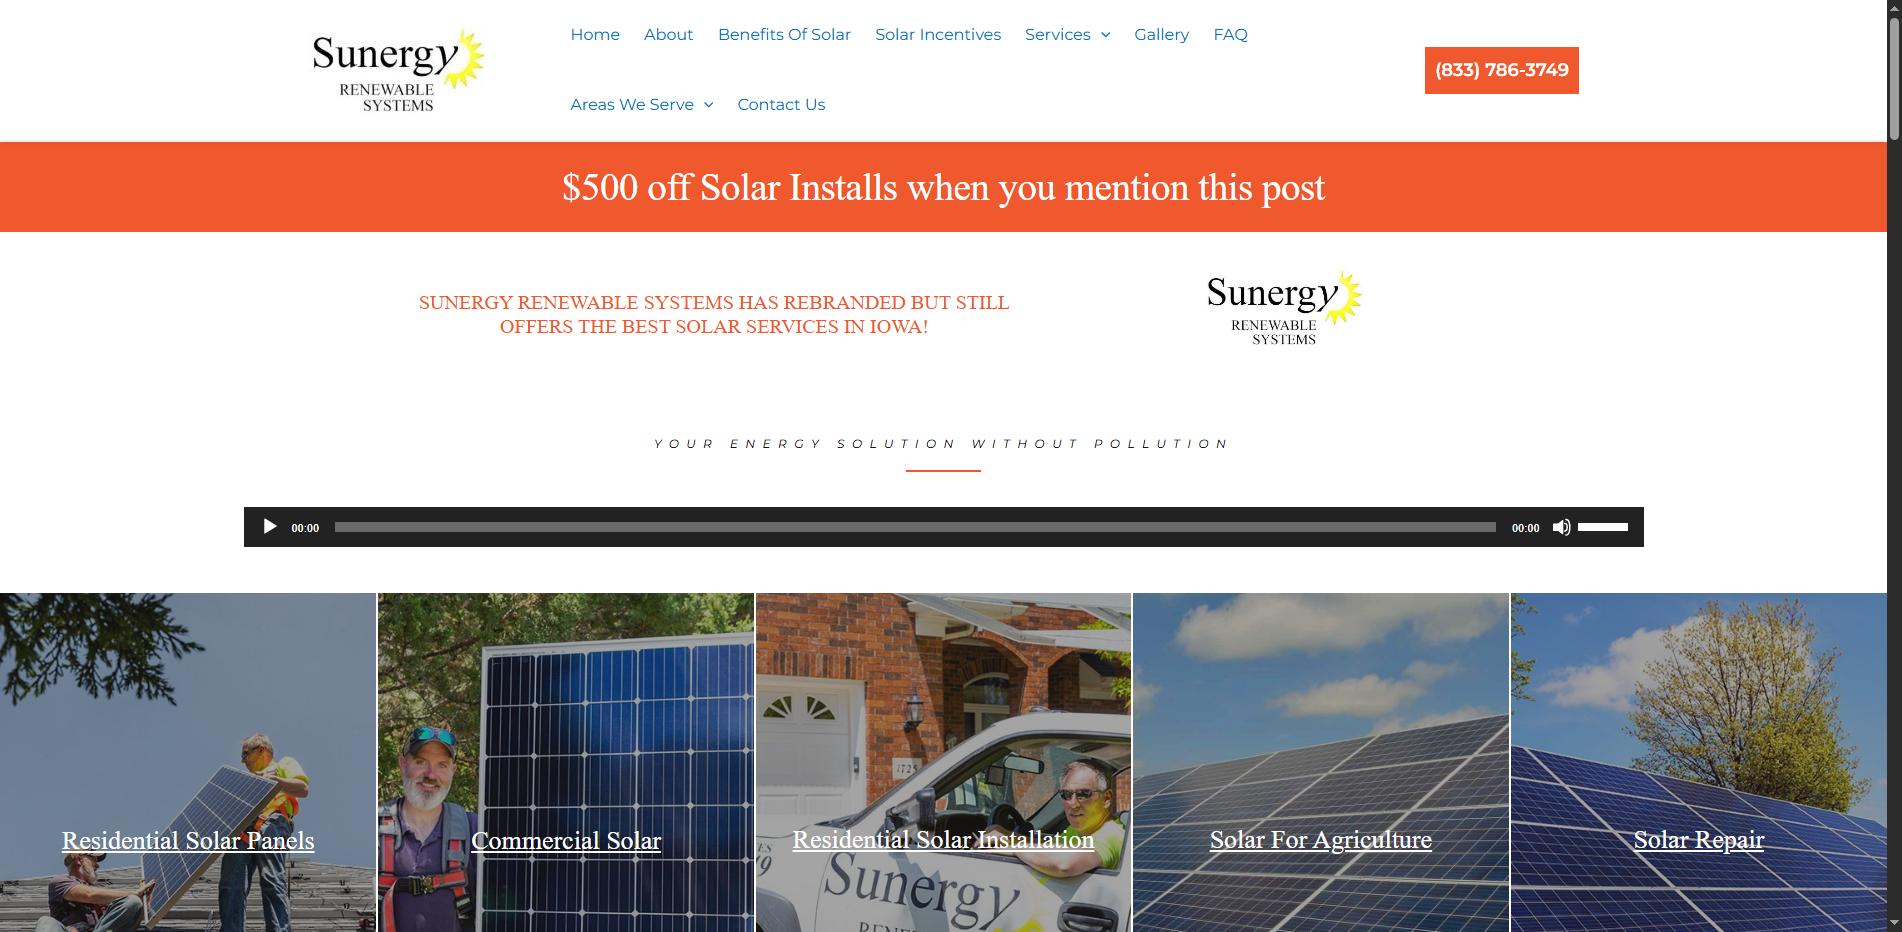 Sunergy
RENEWABLE
SYSTEMS
Home About Benefits Of Solar Solar Incentives Services Gallery FAQ
Areas We Serve Contact Us
(833) 786-3749
$500 off Solar Installs when you mention this post
SUNERGY RENEWABLE SYSTEMS HAS REBRANDED BUT STILL
OFFERS THE BEST SOLAR SERVICES IN IOWA!
Sunergy
RENEWABLE
SYSTEMS
YOUR ENERGY SOLUTION WITHOUT POLLUTION
00:00 00:00
1725
Residential Solar Panels
Commercial Solar
Residential Solar Installation
Solar For Agriculture
Solar Repair
Sunergy